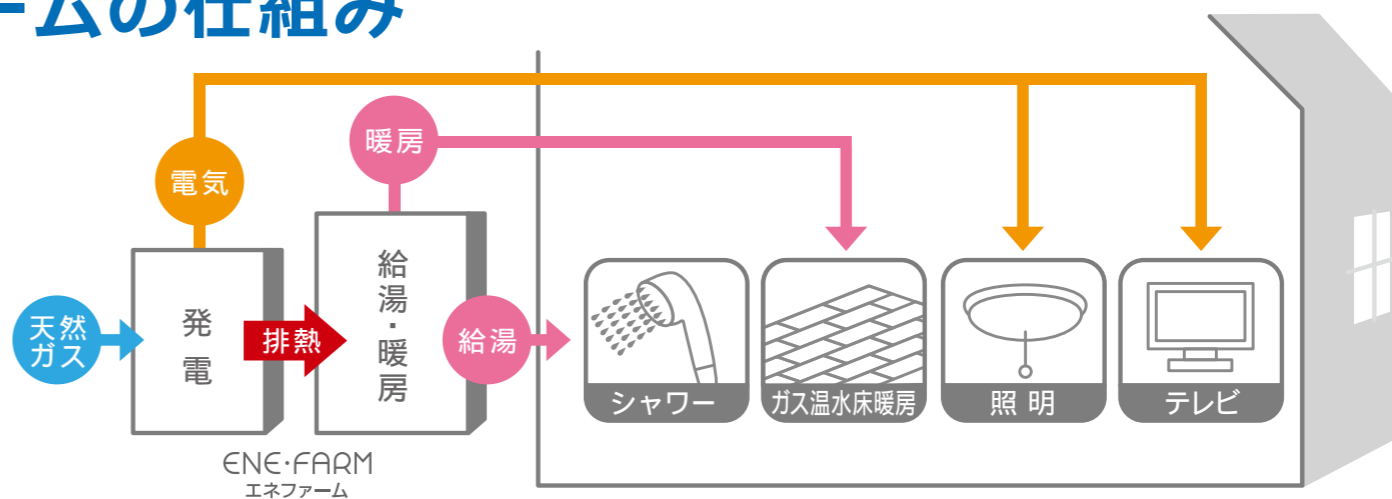 ームの仕組み
暖房
電気
給湯・暖房
天然
ガス
発電
排熱
給湯
シャワー
ガス温水床暖房
照明
テレビ
ENE・FARM
エネファーム